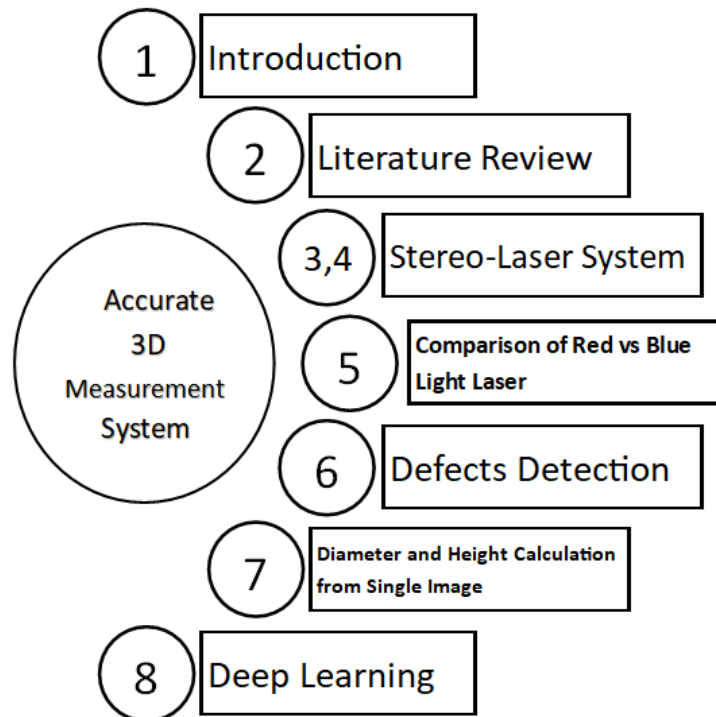 1
Introduction
2
Literature Review
3,4
Stereo-Laser System
Accurate
3D
Measurement
System
5
Comparison of Red vs Blue
Light Laser
6
Defects Detection
7
Diameter and Height Calculation
from Single Image
8
Deep Learning